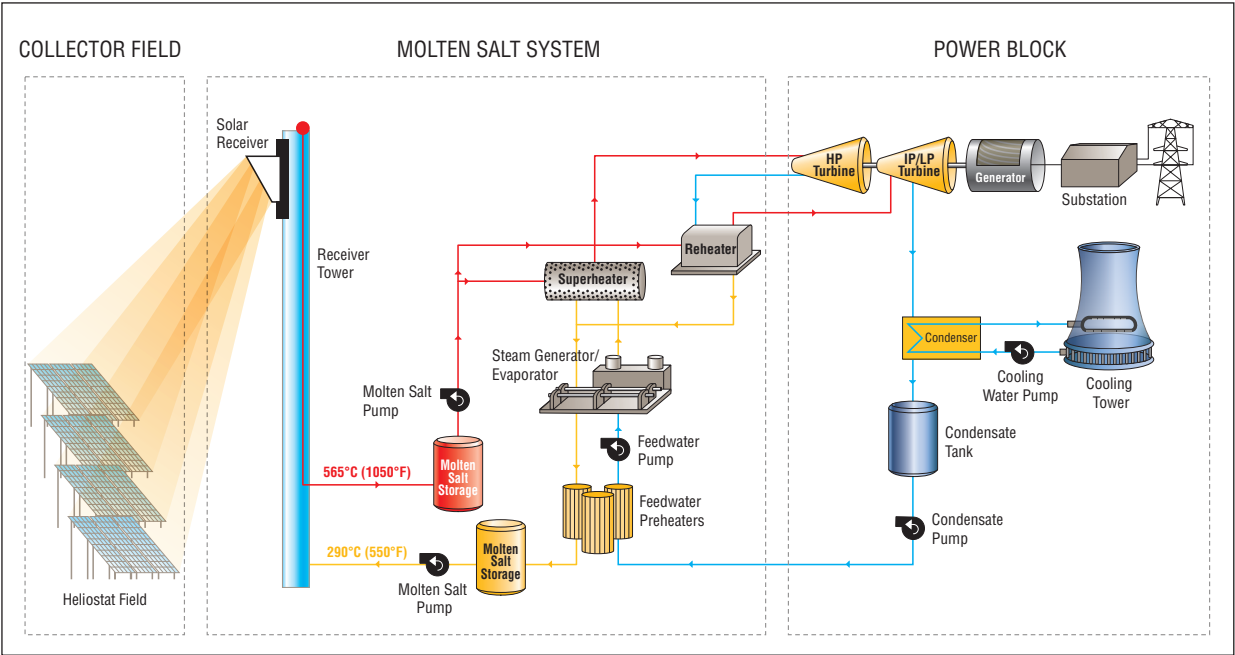 COLLECTOR FIELD
MOLTEN SALT SYSTEM
POWER BLOCK
Solar
Receiver
Receiver
Tower
Heliostat Field
565°C (1050°F)
290°C (550°F)
Molten Salt
Pump
Molten
Salt
Storage
Molten Salt
Pump
Molten
Salt
Storage
Superheater
Reheater
Steam Generator/
Evaporator
Feedwater
Pump
Feedwater
Preheaters
HP
Turbine
IP/LP
Turbine
Generator
Substation
Condenser
Cooling
Water Pump
Cooling
Tower
Condensate
Tank
Condensate
Pump